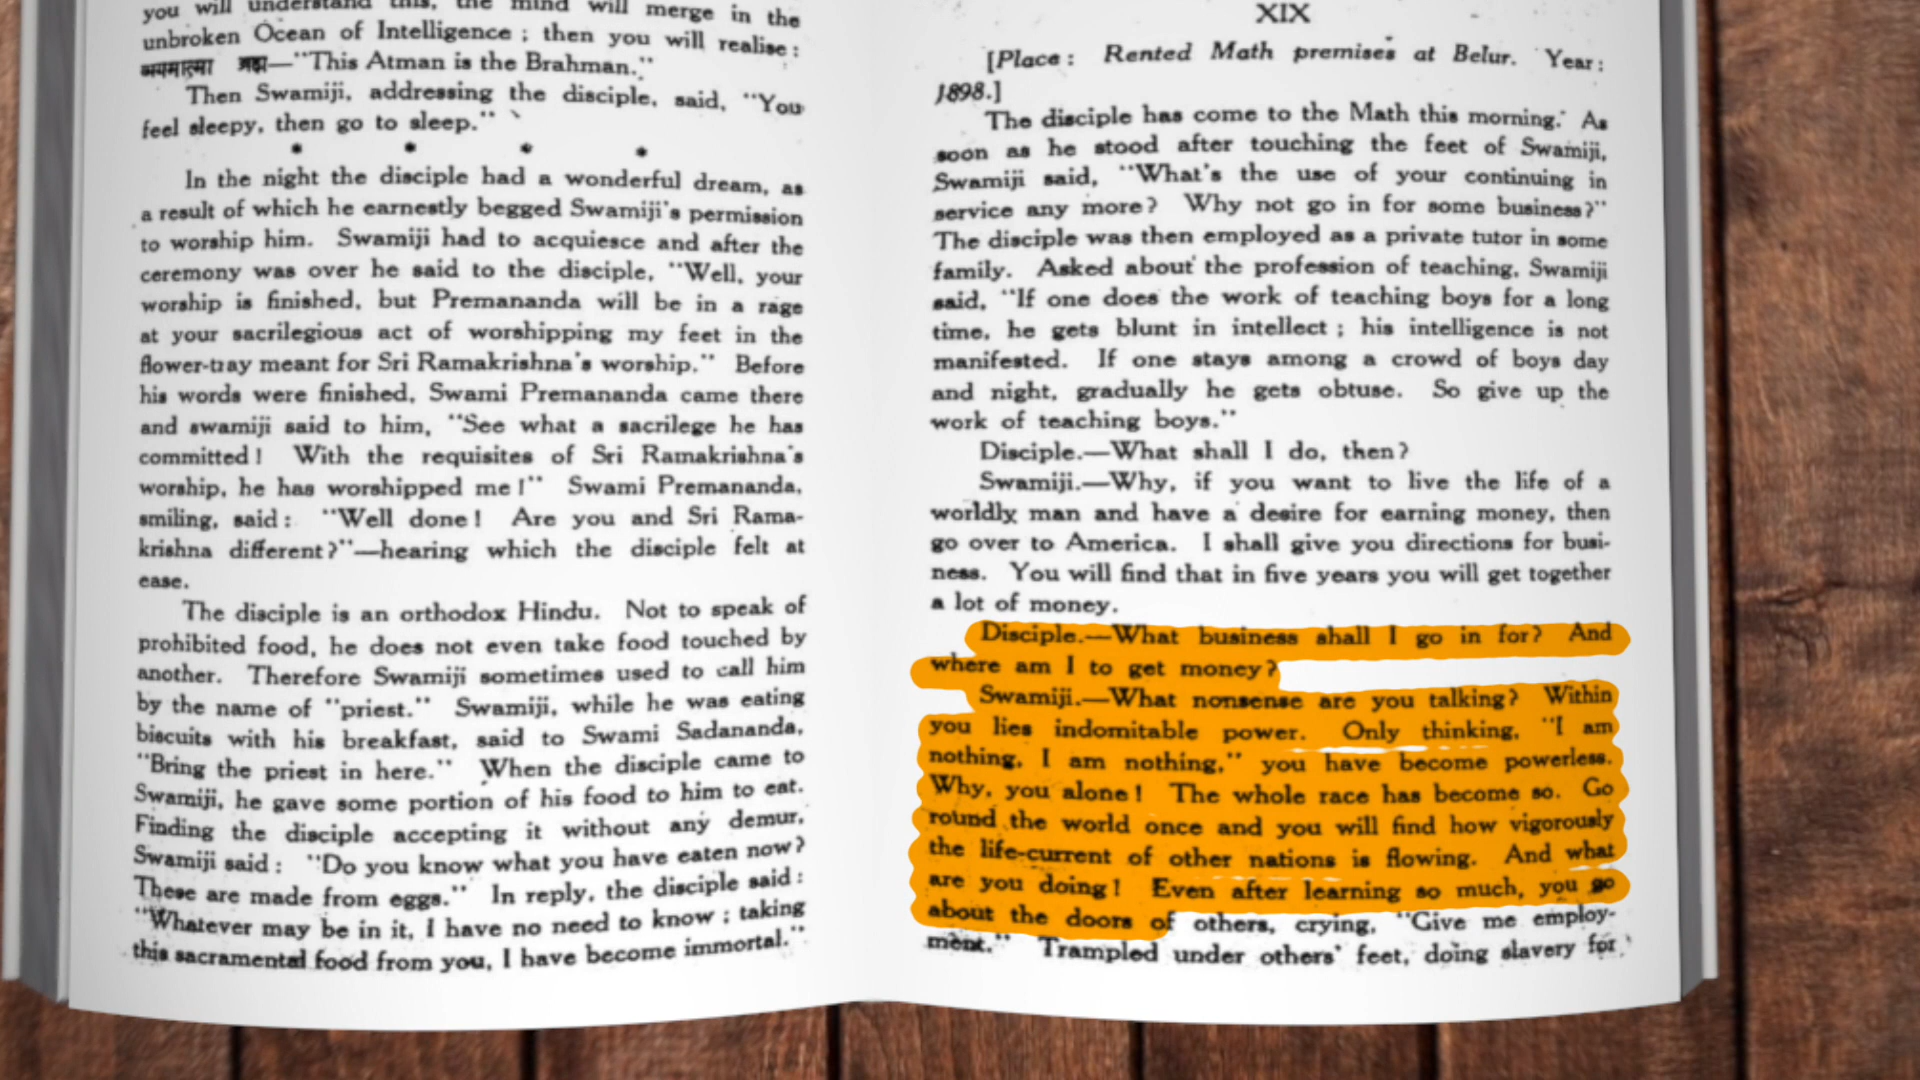 you will understand this, the mind will merge in the
unbroken Ocean of Intelligence ; then you will realise :
अयमात्मा ब्रह्म—"This Atman is the Brahman."
Then Swamiji, addressing the disciple, said, "You
feel sleepy, then go to sleep."
* * * *
In the night the disciple had a wonderful dream, as
a result of which he earnestly begged Swamiji's permission
to worship him. Swamiji had to acquiesce and after the
ceremony was over he said to the disciple, "Well, your
worship is finished, but Premananda will be in a rage
at your sacrilegious act of worshipping my feet in the
flower-tray meant for Sri Ramakrishna's worship." Before
his words were finished, Swami Premananda came there
and swamiji said to him, "See what a sacrilege he has
committed ! With the requisites of Sri Ramakrishna's
worship, he has worshipped me !" Swami Premananda,
smiling, said : "Well done ! Are you and Sri Rama-
krishna different ?"—hearing which the disciple felt at
ease.
The disciple is an orthodox Hindu. Not to speak of
prohibited food, he does not even take food touched by
another. Therefore Swamiji sometimes used to call him
by the name of "priest." Swamiji, while he was eating
biscuits with his breakfast, said to Swami Sadananda,
"Bring the priest in here." When the disciple came to
Swamiji, he gave some portion of his food to him to eat.
Finding the disciple accepting it without any demur,
Swamiji said : "Do you know what you have eaten now ?
These are made from eggs." In reply, the disciple said :
"Whatever may be in it, I have no need to know ; taking
this sacramental food from you, I have become immortal."
XIX
[Place : Rented Math premises at Belur. Year :
1898.]
The disciple has come to the Math this morning. As
soon as he stood after touching the feet of Swamiji,
Swamiji said, "What's the use of your continuing in
service any more ? Why not go in for some business ?"
The disciple was then employed as a private tutor in some
family. Asked about the profession of teaching, Swamiji
said, "If one does the work of teaching boys for a long
time, he gets blunt in intellect ; his intelligence is not
manifested. If one stays among a crowd of boys day
and night, gradually he gets obtuse. So give up the
work of teaching boys."
Disciple.—What shall I do, then ?
Swamiji.—Why, if you want to live the life of a
worldly man and have a desire for earning money, then
go over to America. I shall give you directions for busi-
ness. You will find that in five years you will get together
a lot of money.
Disciple.—What business shall I go in for? And
where am I to get money ?
Swamiji.—What nonsense are you talking? Within
you lies indomitable power. Only thinking, "I am
nothing, I am nothing," you have become powerless.
Why, you alone ! The whole race has become so. Go
round the world once and you will find how vigorously
the life-current of other nations is flowing. And what
are you doing ! Even after learning so much, you go
about the doors of others, crying, "Give me employ-
ment." Trampled under others' feet, doing slavery for